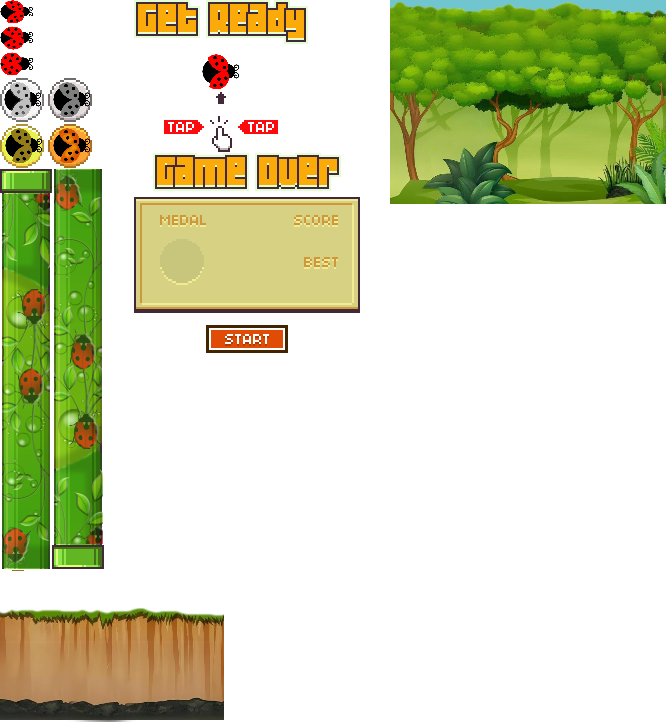 Get Ready
TAP TAP
Game Over
MEDAL SCORE
BEST
START